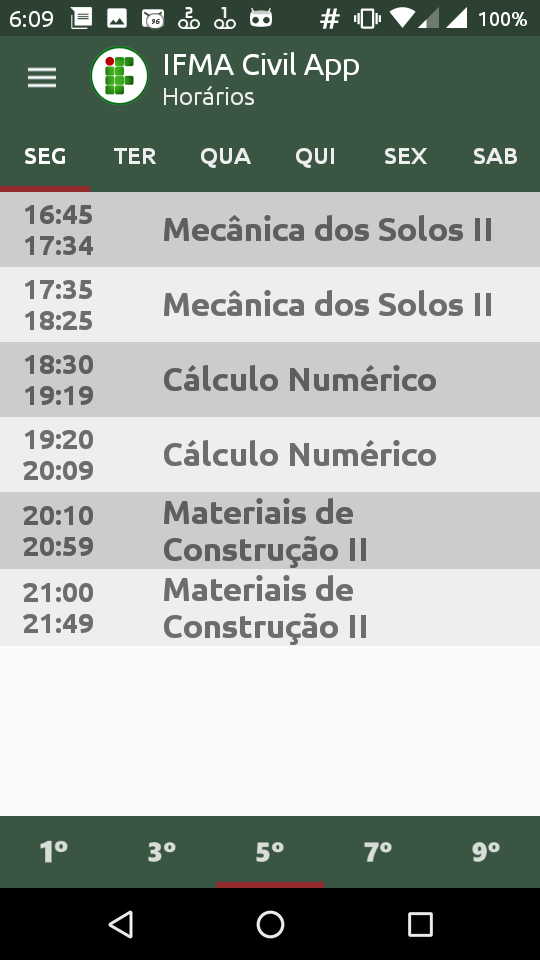 6:09 96 2 1 # 100%
IFMA Civil App
Horários
SEG TER QUA QUI SEX SAB
16:45
17:34
Mecânica dos Solos II
17:35
18:25
Mecânica dos Solos II
18:30
19:19
Cálculo Numérico
19:20
20:09
Cálculo Numérico
20:10
20:59
Materiais de
Construção II
21:00
21:49
Materiais de
Construção II
1º 3º 5º 7º 9º